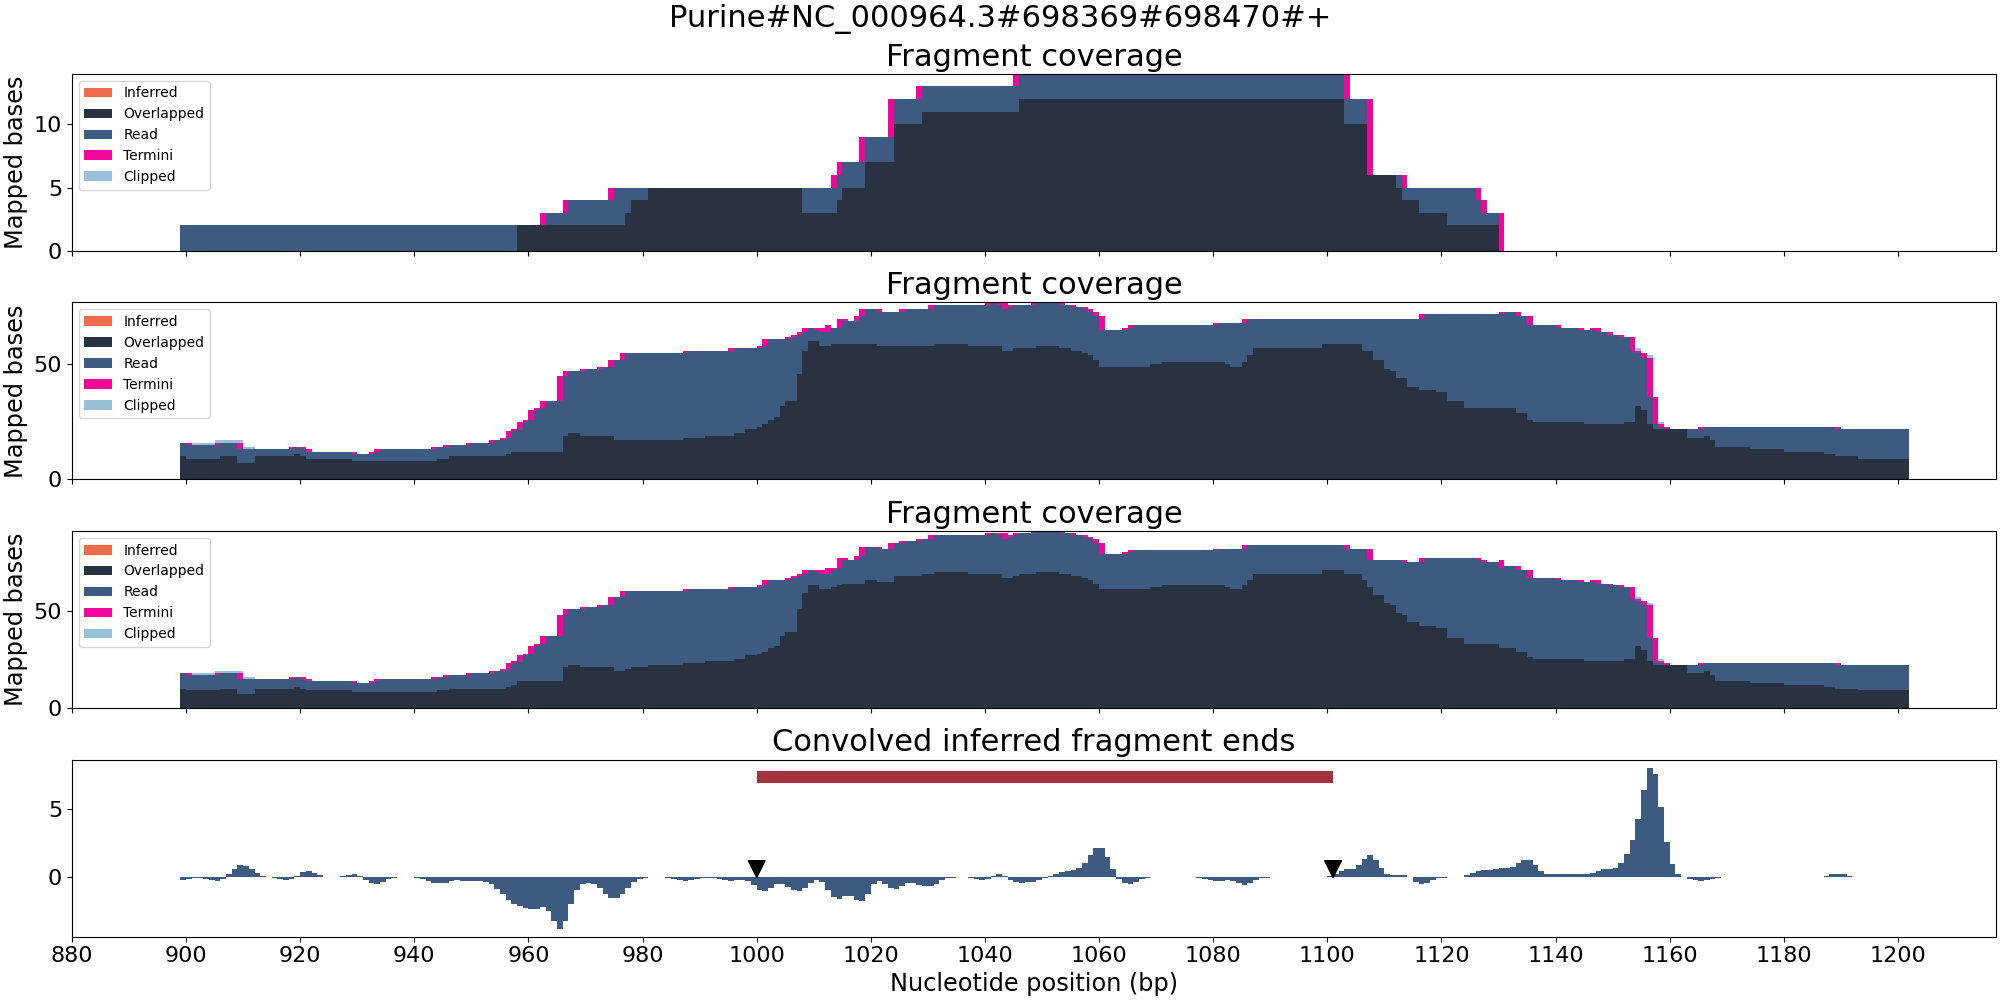 Purine#NC_000964.3#698369#698470#+
Fragment coverage
Mapped bases
10
5
0
Inferred
Overlapped
Read
Termini
Clipped
Fragment coverage
Mapped bases
50
0
Inferred
Overlapped
Read
Termini
Clipped
Fragment coverage
Mapped bases
50
0
Inferred
Overlapped
Read
Termini
Clipped
Convolved inferred fragment ends
5
0
880 900 920 940 960 980 1000 1020 1040 1060 1080 1100 1120 1140 1160 1180 1200
Nucleotide position (bp)